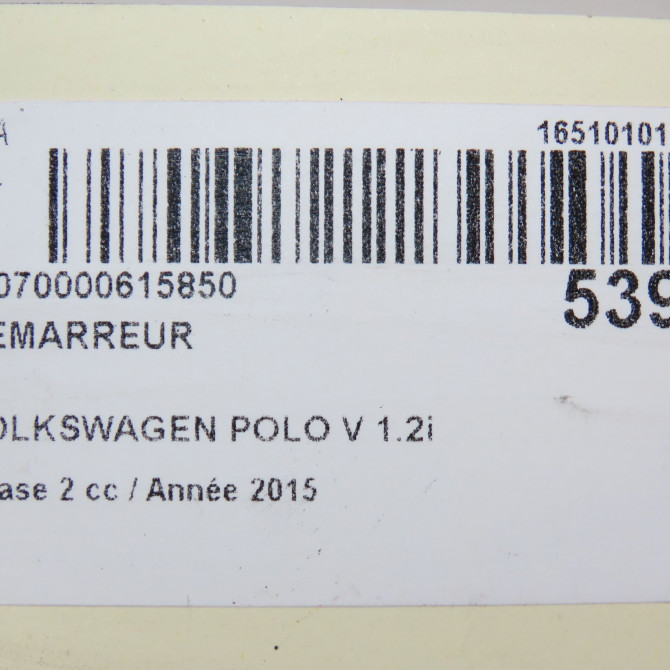 A 16510101
070000615850 539
EMARREUR
OLKSWAGEN POLO V 1.2i
ase 2 cc / Année 2015